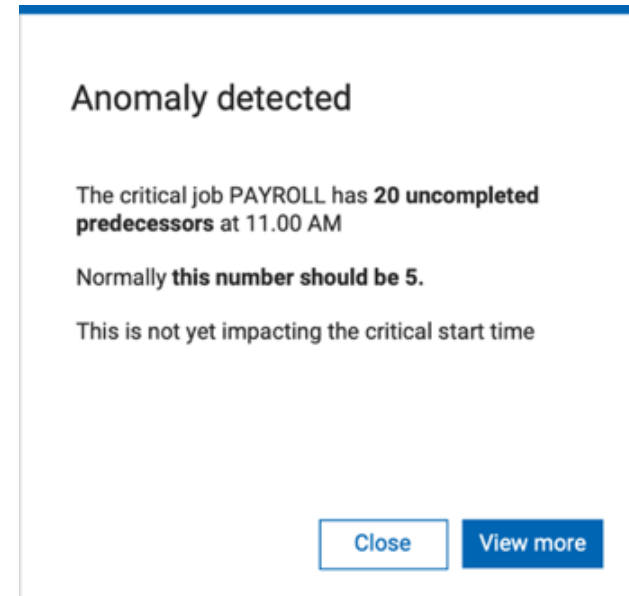 Anomaly detected
The critical job PAYROLL has 20 uncompleted
predecessors at 11.00 AM
Normally this number should be 5.
This is not yet impacting the critical start time
Close
View more